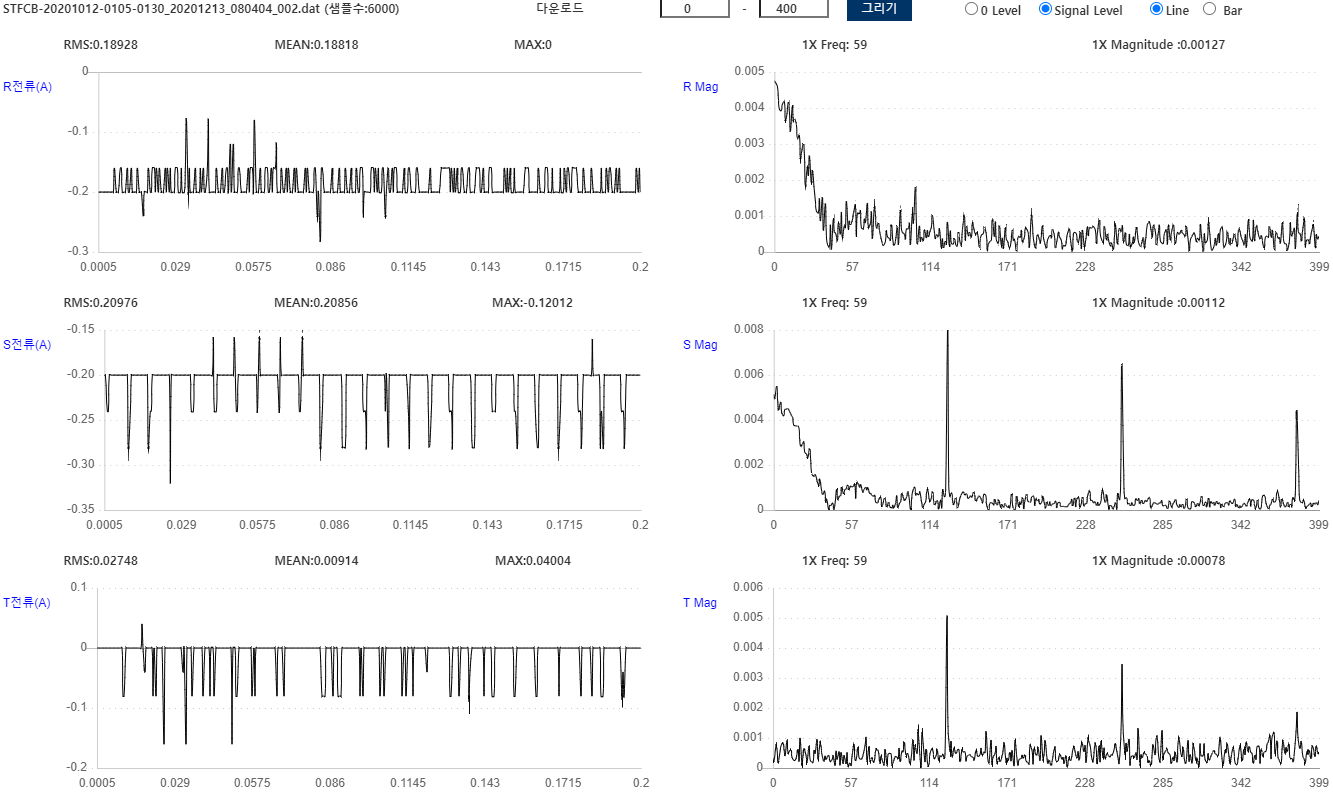 STFCB-20201012-0105-0130_20201213_080404_002.dat (샘플수:6000) 다운로드 0 - 400 그리기 0 Level Signal Level Line Bar
RMS:0.18928 MEAN:0.18818 MAX:0
R전류(A)
0
-0.1
-0.2
-0.3
0.0005 0.029 0.0575 0.086 0.1145 0.143 0.1715 0.2
1X Freq: 59 1X Magnitude :0.00127
R Mag
0.005
0.004
0.003
0.002
0.001
0
0 57 114 171 228 285 342 399
RMS:0.20976 MEAN:0.20856 MAX:-0.12012
S전류(A)
-0.15
-0.20
-0.25
-0.30
-0.35
0.0005 0.029 0.0575 0.086 0.1145 0.143 0.1715 0.2
1X Freq: 59 1X Magnitude :0.00112
S Mag
0.008
0.006
0.004
0.002
0
0 57 114 171 228 285 342 399
RMS:0.02748 MEAN:0.00914 MAX:0.04004
T전류(A)
0.1
0
-0.1
-0.2
0.0005 0.029 0.0575 0.086 0.1145 0.143 0.1715 0.2
1X Freq: 59 1X Magnitude :0.00078
T Mag
0.006
0.005
0.004
0.003
0.002
0.001
0
0 57 114 171 228 285 342 399